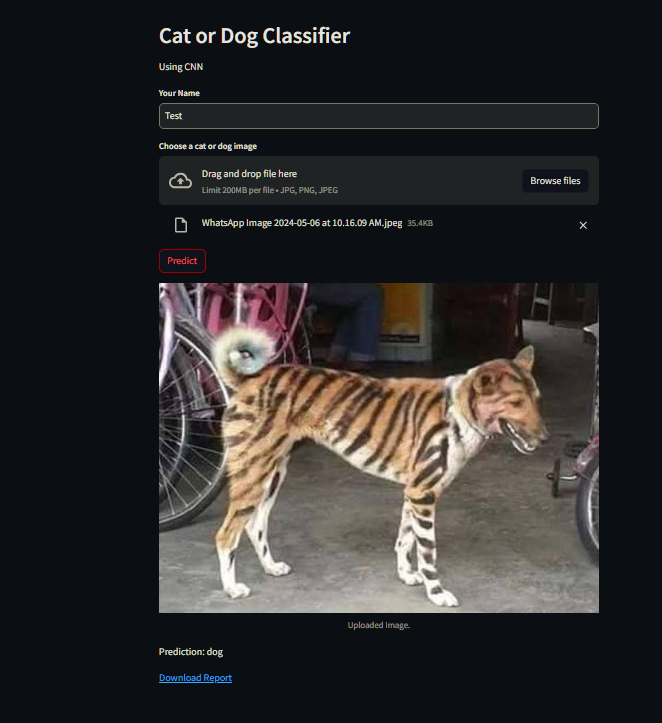 Cat or Dog Classifier
Using CNN
Your Name
Test
Choose a cat or dog image
Drag and drop file here
Limit 200MB per file • JPG, PNG, JPEG
Browse files
WhatsApp Image 2024-05-06 at 10.16.09 AM.jpeg 35.4KB
Predict
Uploaded Image.
Prediction: dog
Download Report